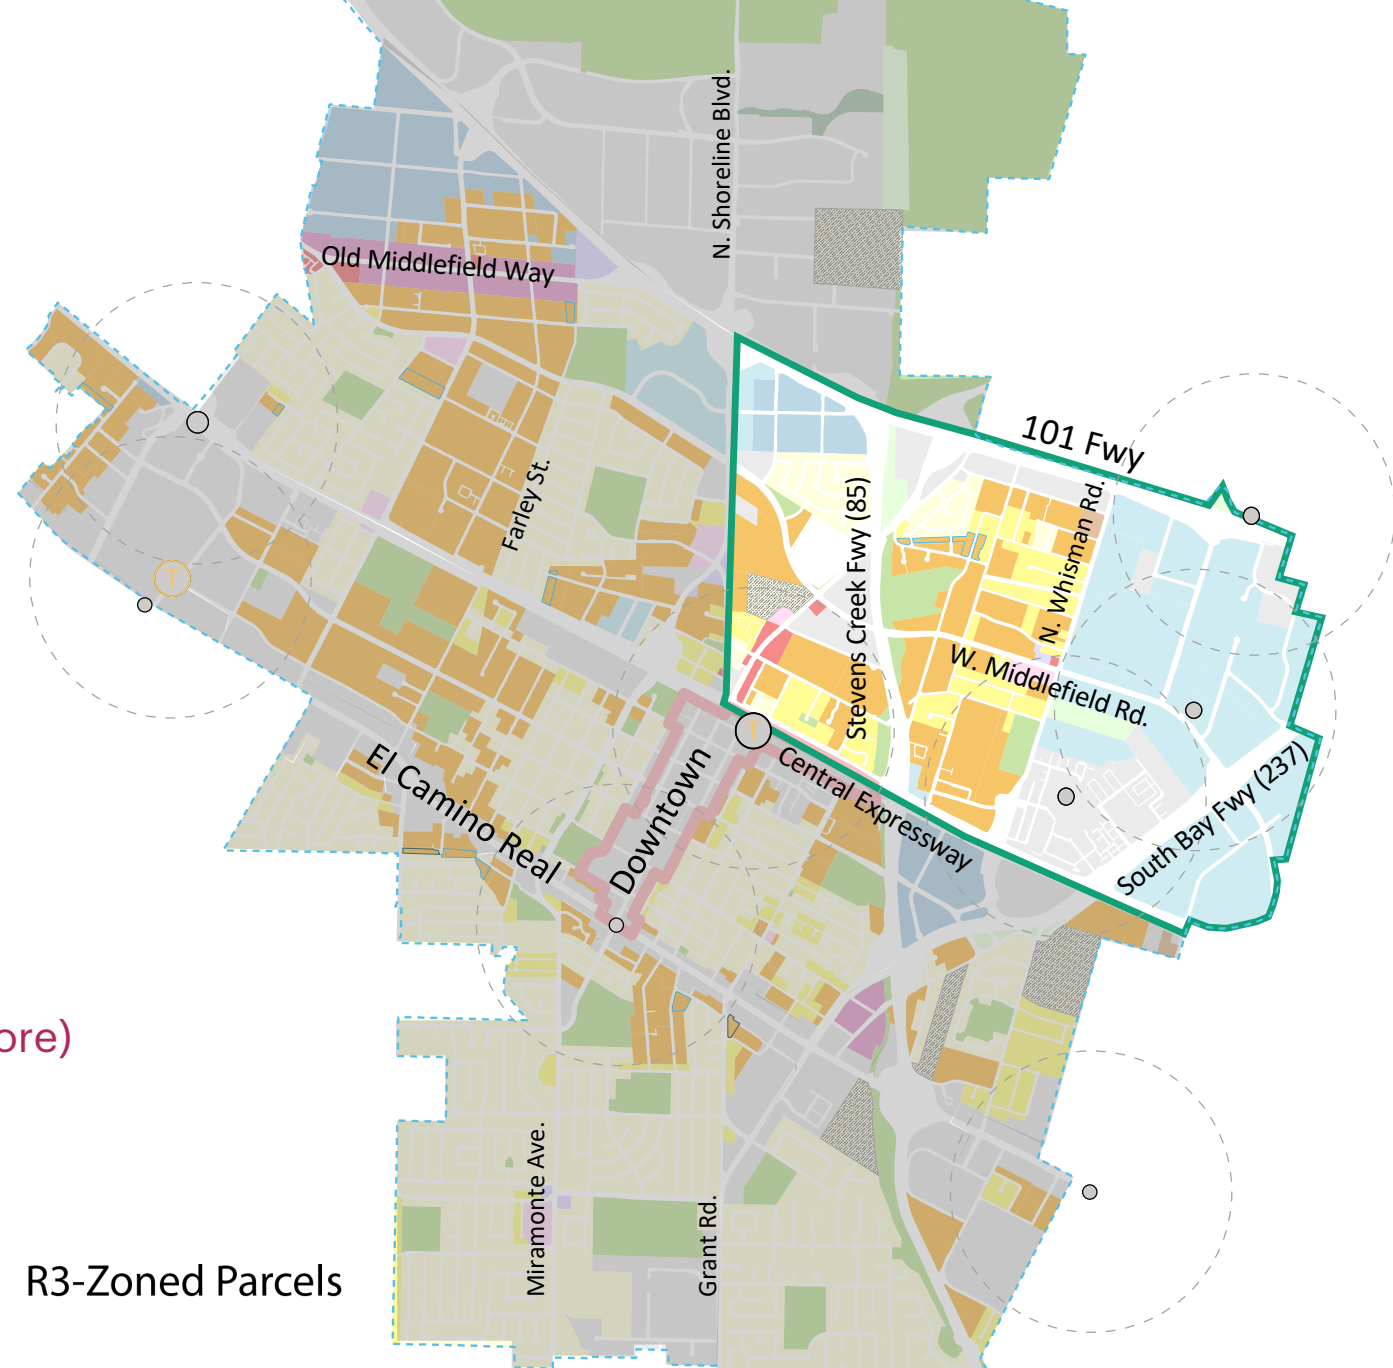 N. Shoreline Blvd.
Old Middlefield Way
101 Fwy
Farley St.
Stevens Creek Fwy (85)
N. Whisman Rd.
W. Middlefield Rd.
T
T
El Camino Real
Downtown
Central Expressway
South Bay Fwy (237)
ore)
Miramonte Ave.
Grant Rd.
R3-Zoned Parcels